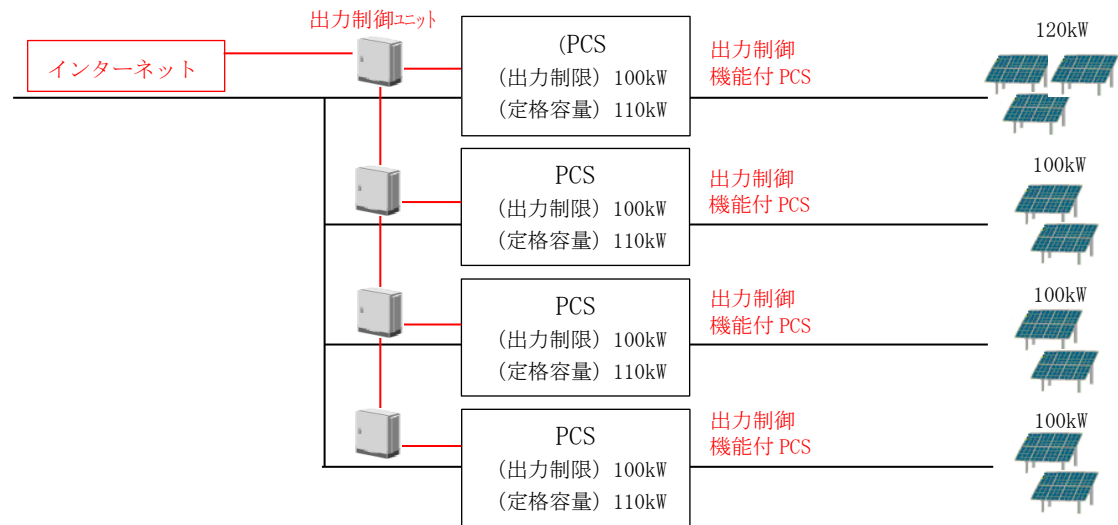 出力制御ユニット
インターネット
(PCS
(出力制限) 100kW
(定格容量) 110kW
出力制御
機能付 PCS
120kW
PCS
(出力制限) 100kW
(定格容量) 110kW
出力制御
機能付 PCS
100kW
PCS
(出力制限) 100kW
(定格容量) 110kW
出力制御
機能付 PCS
100kW
PCS
(出力制限) 100kW
(定格容量) 110kW
出力制御
機能付 PCS
100kW